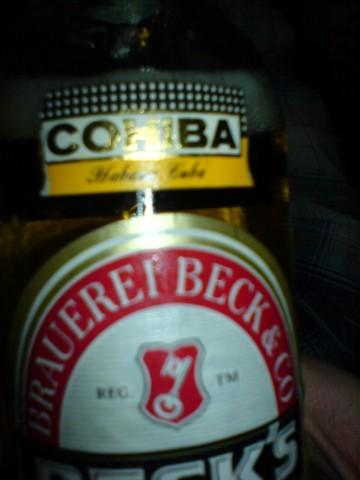 COHIBA
Habana, Cuba
BRAUEREI BECK & CO
REG. TM
BECK'S